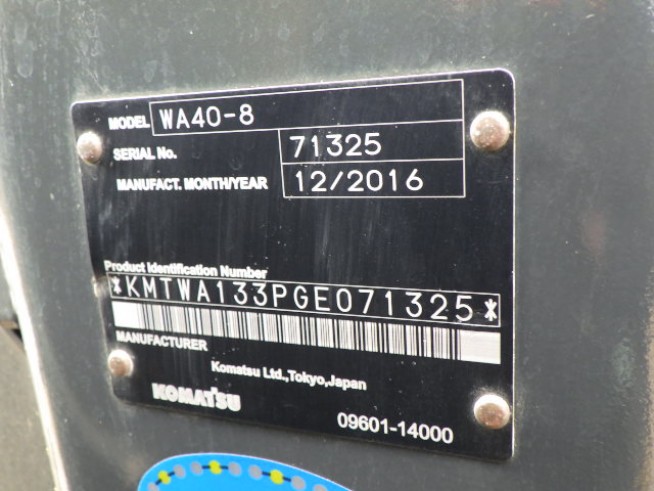 MODEL WA40-8
SERIAL No. 71325
MANUFACT. MONTH/YEAR 12/2016
Product Identification Number
*KMTWA133PGE071325*
MANUFACTURER
Komatsu Ltd.,Tokyo,Japan
KOMATSU
09601-14000